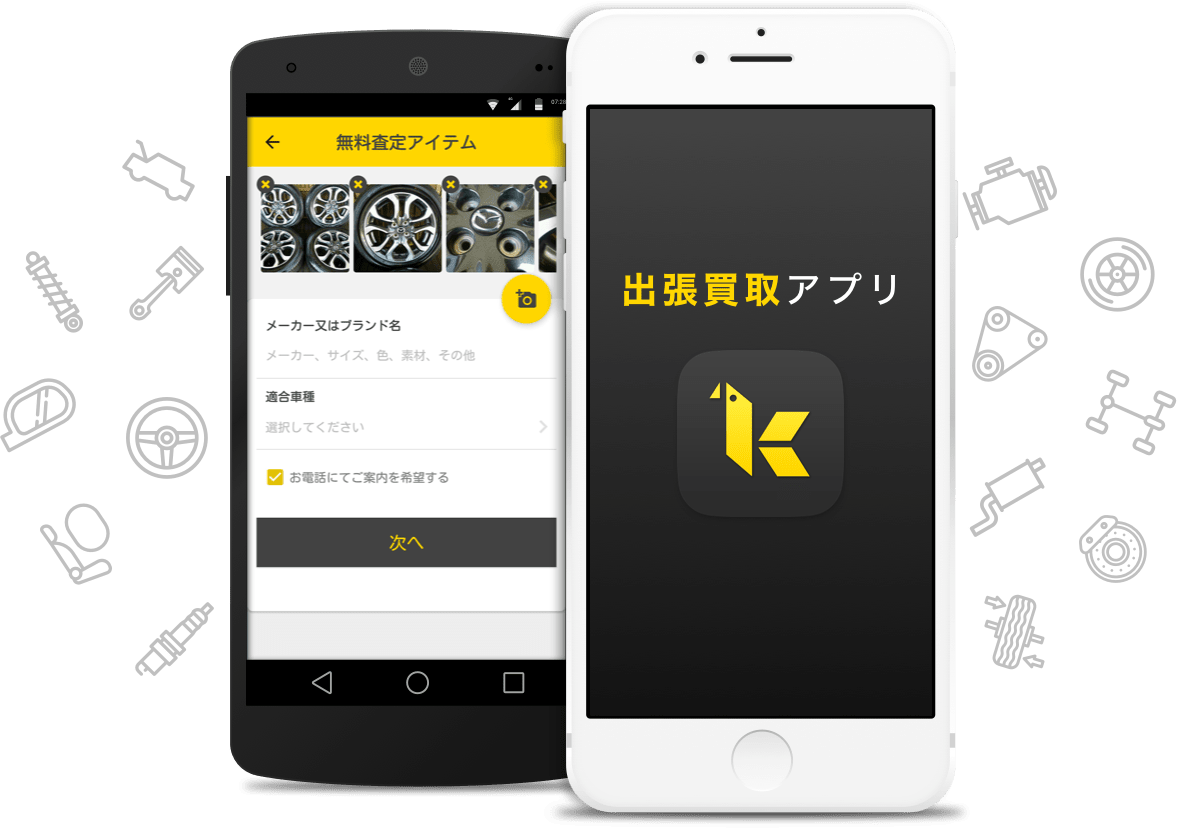 07:28
無料査定アイテム
メーカー又はブランド名
メーカー、サイズ、色、素材、その他
適合車種
選択してください
お電話にてご案内を希望する
次へ
出張買取アプリ